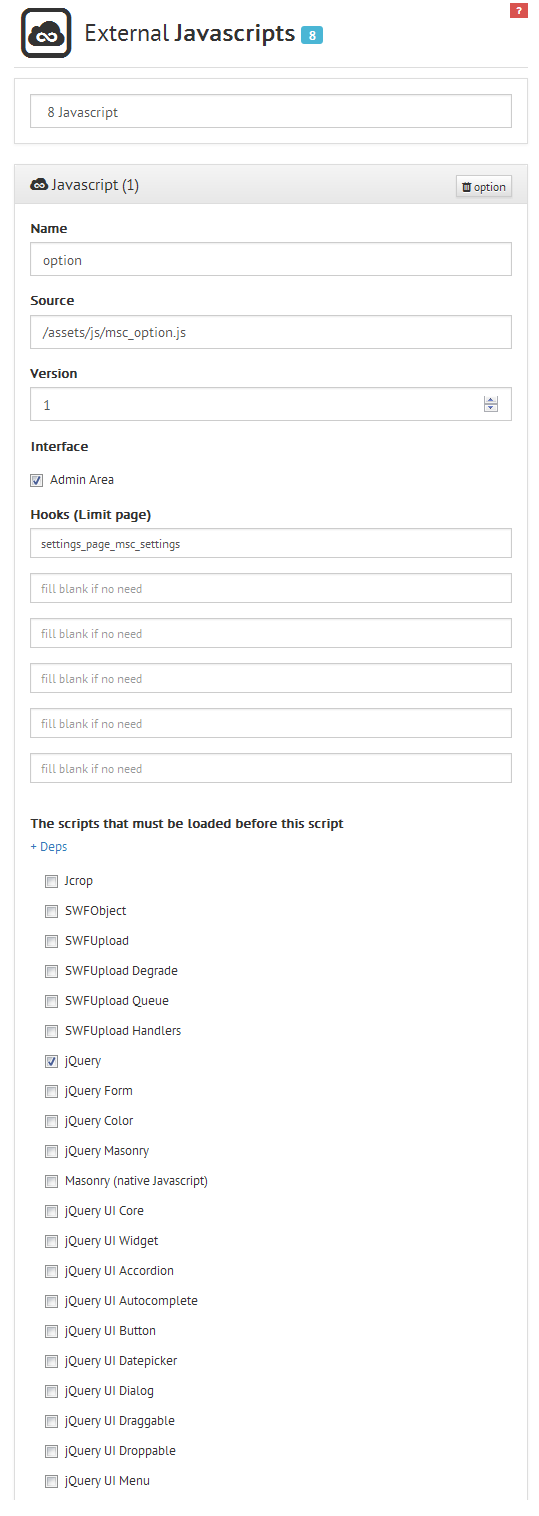 ?
External Javascripts 8
8 Javascript
Javascript (1)
option
Name
option
Source
/assets/js/msc_option.js
Version
1
Interface
Admin Area
Hooks (Limit page)
settings_page_msc_settings
fill blank if no need
fill blank if no need
fill blank if no need
fill blank if no need
fill blank if no need
The scripts that must be loaded before this script
+ Deps
Jcrop
SWFObject
SWFUpload
SWFUpload Degrade
SWFUpload Queue
SWFUpload Handlers
jQuery
jQuery Form
jQuery Color
jQuery Masonry
Masonry (native Javascript)
jQuery UI Core
jQuery UI Widget
jQuery UI Accordion
jQuery UI Autocomplete
jQuery UI Button
jQuery UI Datepicker
jQuery UI Dialog
jQuery UI Draggable
jQuery UI Droppable
jQuery UI Menu